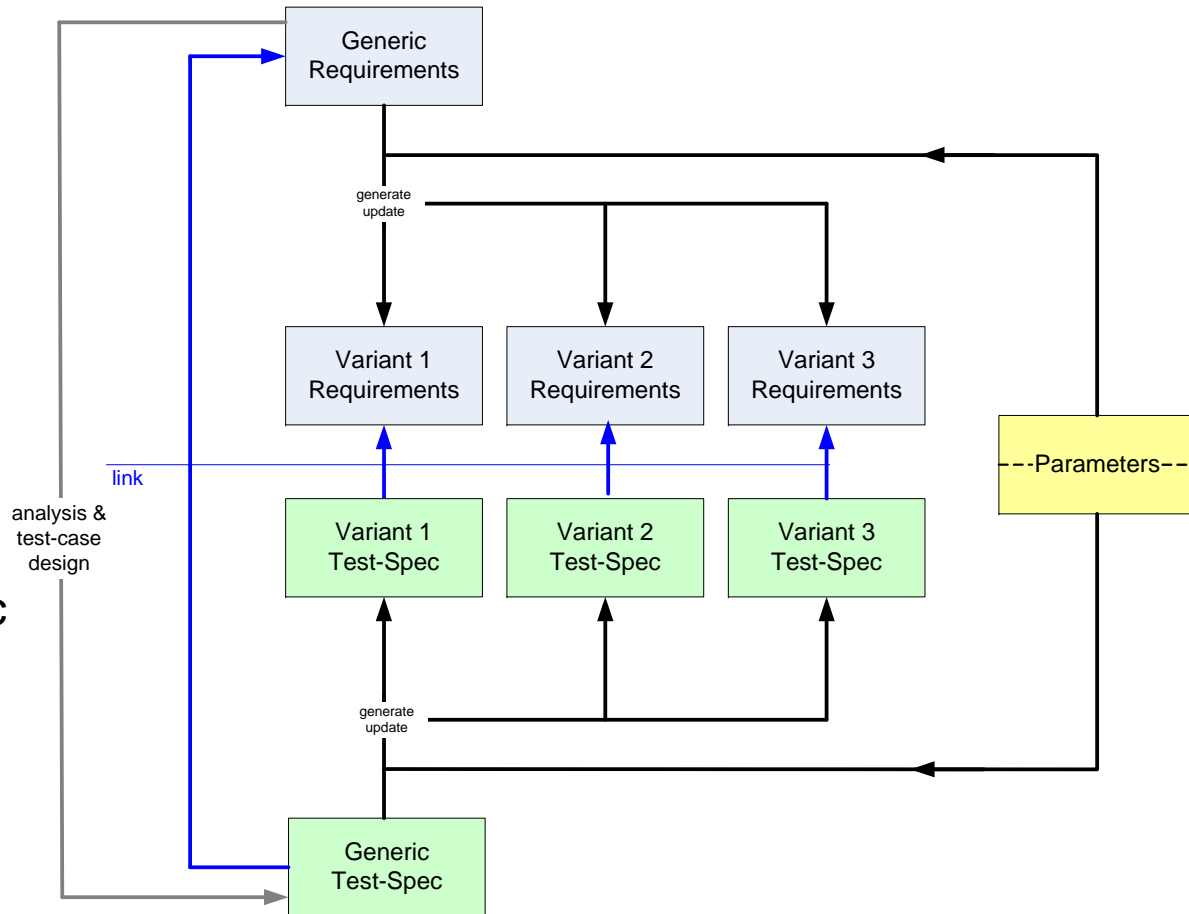 Generic
Requirements
generate
update
Variant 1
Requirements
Variant 2
Requirements
Variant 3
Requirements
Parameters
link
analysis &
test-case
design
Variant 1
Test-Spec
Variant 2
Test-Spec
Variant 3
Test-Spec
c
generate
update
Generic
Test-Spec